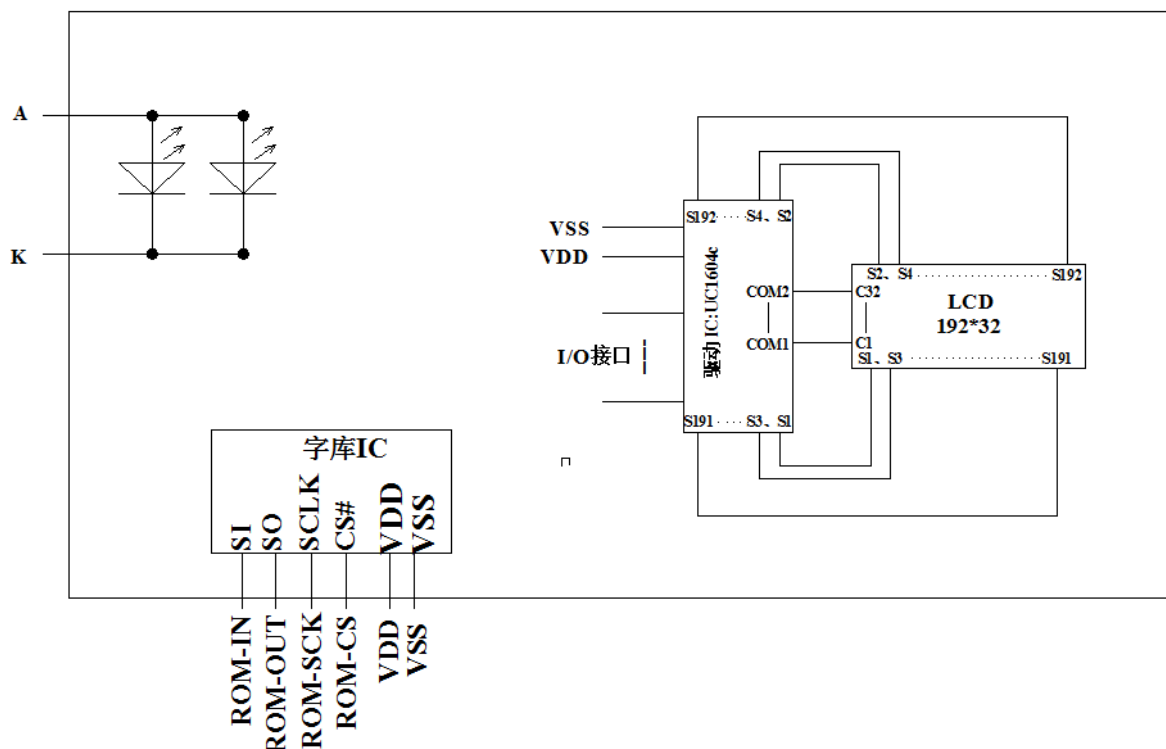 A
K
VSS
VDD
I/O接口
S192 ····· S4、S2
驱动 IC:UC1604c
COM2
COM1
S191 ···· S3、S1
S2、S4 ················ S192
C32
LCD
192*32
C1
S1、S3 ················ S191
字库IC
SI
SO
SCLK
CS#
VDD
VSS
ROM-IN
ROM-OUT
ROM-SCK
ROM-CS
VDD
VSS